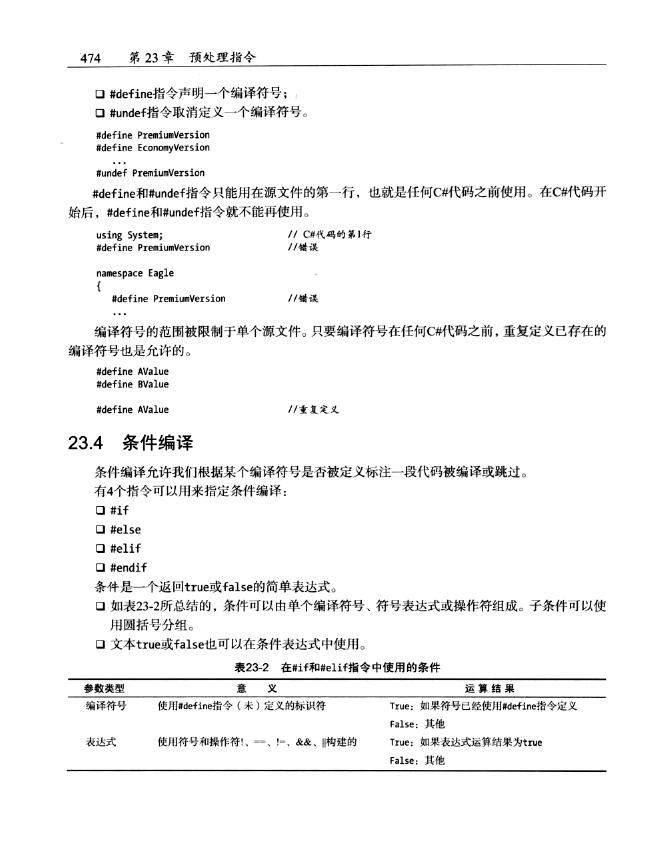 474 第23章 预处理指令
❑ #define指令声明一个编译符号；
❑ #undef指令取消定义一个编译符号。
#define PremiumVersion
#define EconomyVersion
...
#undef PremiumVersion
#define和#undef指令只能用在源文件的第一行，也就是任何C#代码之前使用。在C#代码开
始后，#define和#undef指令就不能再使用。
using System; // C#代码的第1行
#define PremiumVersion //错误
namespace Eagle
{
#define PremiumVersion //错误
...
编译符号的范围被限制于单个源文件。只要编译符号在任何C#代码之前，重复定义已存在的
编译符号也是允许的。
#define AValue
#define BValue
#define AValue //重复定义
23.4 条件编译
条件编译允许我们根据某个编译符号是否被定义标注一段代码被编译或跳过。
有4个指令可以用来指定条件编译：
❑ #if
❑ #else
❑ #elif
❑ #endif
条件是一个返回true或false的简单表达式。
❑ 如表23-2所总结的，条件可以由单个编译符号、符号表达式或操作符组成。子条件可以使
用圆括号分组。
❑ 文本true或false也可以在条件表达式中使用。
表23-2 在#if和#elif指令中使用的条件
参数类型 意 义 运算结果
编译符号 使用#define指令（未）定义的标识符 True：如果符号已经使用#define指令定义
False：其他
表达式 使用符号和操作符!、==、!=、&&、||构建的 True：如果表达式运算结果为true
False：其他